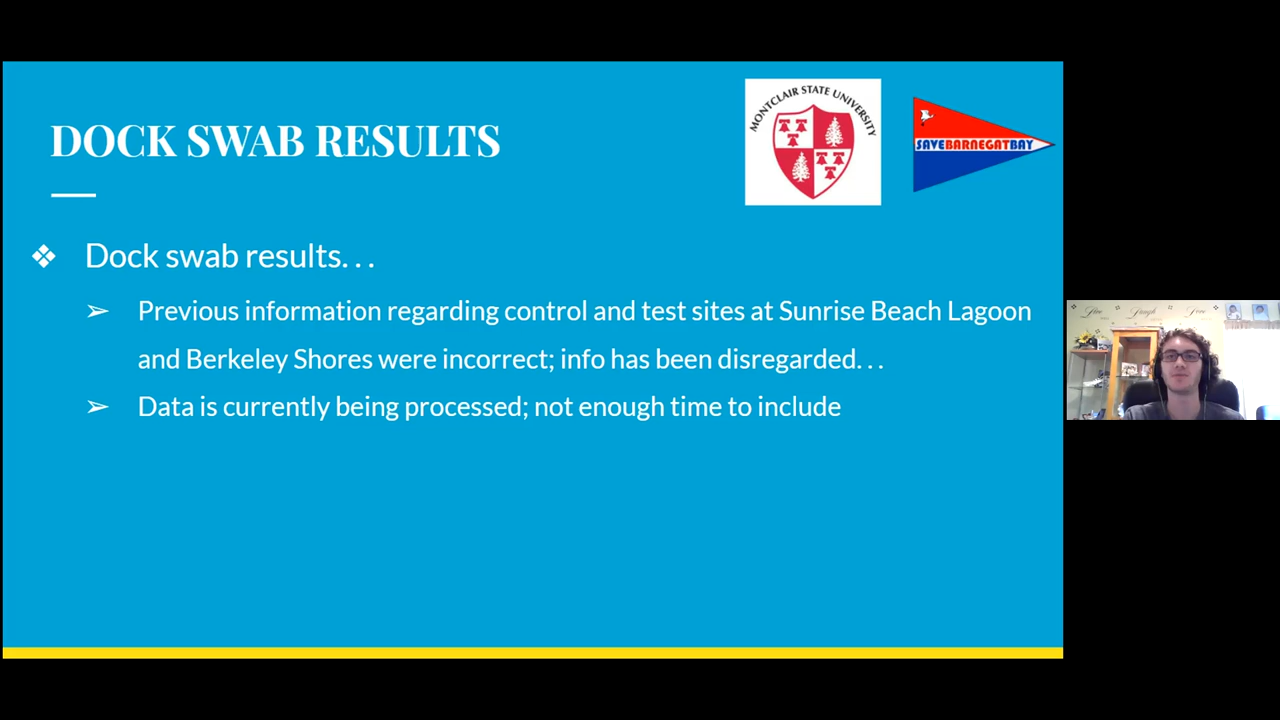 DOCK SWAB RESULTS
MONTCLAIR STATE UNIVERSITY
SAVEBARNEGATBAY
❖ Dock swab results. . .
➢ Previous information regarding control and test sites at Sunrise Beach Lagoon
and Berkeley Shores were incorrect; info has been disregarded. . .
➢ Data is currently being processed; not enough time to include